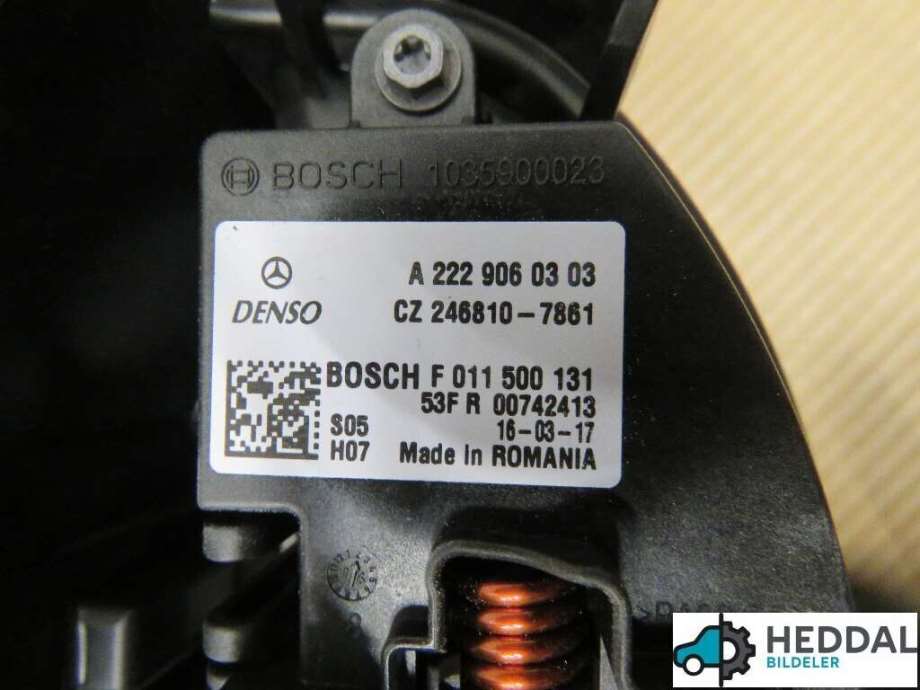 BOSCH 1035900023
A 222 906 03 03
DENSO CZ 246810-7861
BOSCH F 011 500 131
53F R 00742413
S05 16-03-17
H07 Made in ROMANIA
HEDDAL
BILDELER